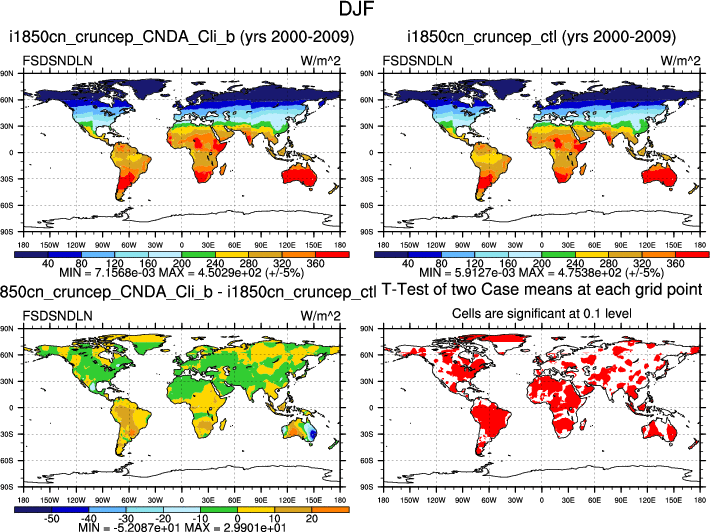 DJF
i1850cn_cruncep_CNDA_Cli_b (yrs 2000-2009)
FSDSNDLN W/m^2
90N
60N
30N
0
30S
60S
90S
180 150W 120W 90W 60W 30W 0 30E 60E 90E 120E 150E 180
40 80 120 160 200 240 280 320 360
MIN = 7.1568e-03 MAX = 4.5029e+02 (+/-5%)
i1850cn_cruncep_ctl (yrs 2000-2009)
FSDSNDLN W/m^2
90N
60N
30N
0
30S
60S
90S
180 150W 120W 90W 60W 30W 0 30E 60E 90E 120E 150E 180
40 80 120 160 200 240 280 320 360
MIN = 5.9127e-03 MAX = 4.7538e+02 (+/-5%)
850cn_cruncep_CNDA_Cli_b - i1850cn_cruncep_ctl
FSDSNDLN W/m^2
90N
60N
30N
0
30S
60S
90S
180 150W 120W 90W 60W 30W 0 30E 60E 90E 120E 150E 180
-50 -40 -30 -20 -10 0 10 20
MIN = -5.2087e+01 MAX = 2.9901e+01
T-Test of two Case means at each grid point
Cells are significant at 0.1 level
90N
60N
30N
0
30S
60S
90S
180 150W 120W 90W 60W 30W 0 30E 60E 90E 120E 150E 180